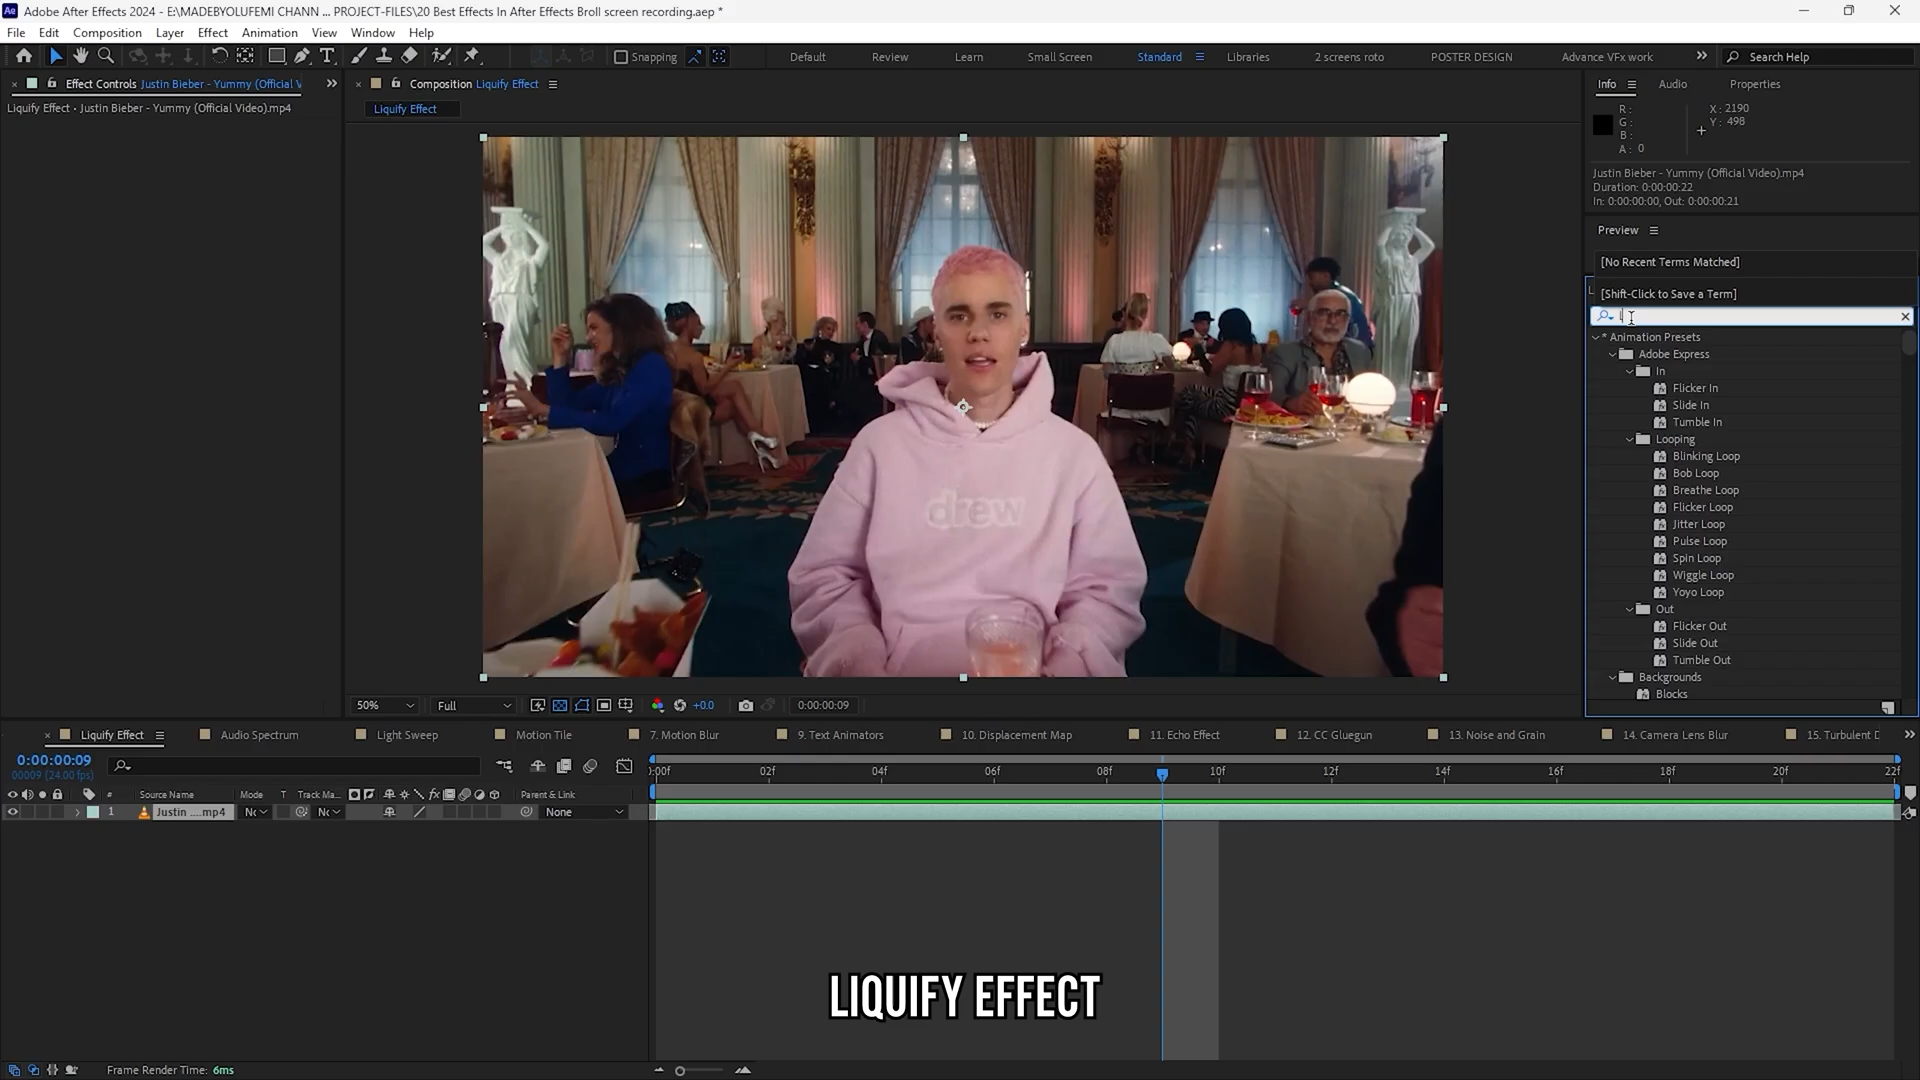 Adobe After Effects 2024 - E:\MADEBYOLUFEMI CHANN ... PROJECT-FILES\20 Best Effects In After Effects Broll screen recording.aep *
File Edit Composition Layer Effect Animation View Window Help
Snapping Default Review Learn Small Screen Standard Libraries 2 screens roto POSTER DESIGN Advance VFx work Search Help
Effect Controls Justin Bieber - Yummy (Official V
Composition Liquify Effect
Info Audio Properties
Liquify Effect • Justin Bieber - Yummy (Official Video).mp4
Liquify Effect
R :
G :
B :
A : 0
X : 2190
Y : 498
Justin Bieber - Yummy (Official Video).mp4
Duration: 0:00:00:22
In: 0:00:00:00, Out: 0:00:00:21
Preview
[No Recent Terms Matched]
[Shift-Click to Save a Term]
* Animation Presets
Adobe Express
In
Flicker In
Slide In
Tumble In
Looping
Blinking Loop
Bob Loop
Breathe Loop
Flicker Loop
Jitter Loop
Pulse Loop
Spin Loop
Wiggle Loop
Yoyo Loop
Out
Flicker Out
Slide Out
Tumble Out
Backgrounds
Blocks
drew
50% Full +0.0 0:00:00:09
Liquify Effect Audio Spectrum Light Sweep Motion Tile 7. Motion Blur 9. Text Animators 10. Displacement Map 11. Echo Effect 12. CC Gluegun 13. Noise and Grain 14. Camera Lens Blur 15. Turbulent D
0:00:00:09
00009 (24.00 fps)
:00f 02f 04f 06f 08f 10f 12f 14f 16f 18f 20f 22f
# Source Name Mode T Track Ma... Parent & Link
1 Justin ....mp4 None
LIQUIFY EFFECT
Frame Render Time: 6ms